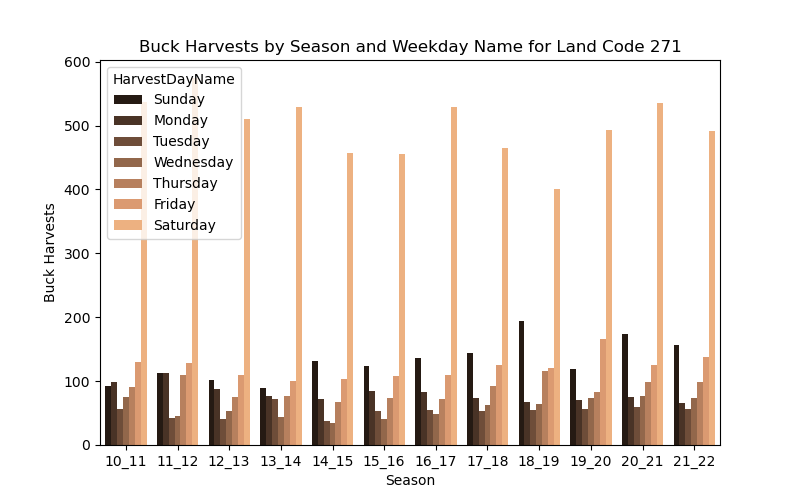 Buck Harvests by Season and Weekday Name for Land Code 271
HarvestDayName
Sunday
Monday
Tuesday
Wednesday
Thursday
Friday
Saturday
Buck Harvests
600
500
400
300
200
100
0
10_11 11_12 12_13 13_14 14_15 15_16 16_17 17_18 18_19 19_20 20_21 21_22
Season